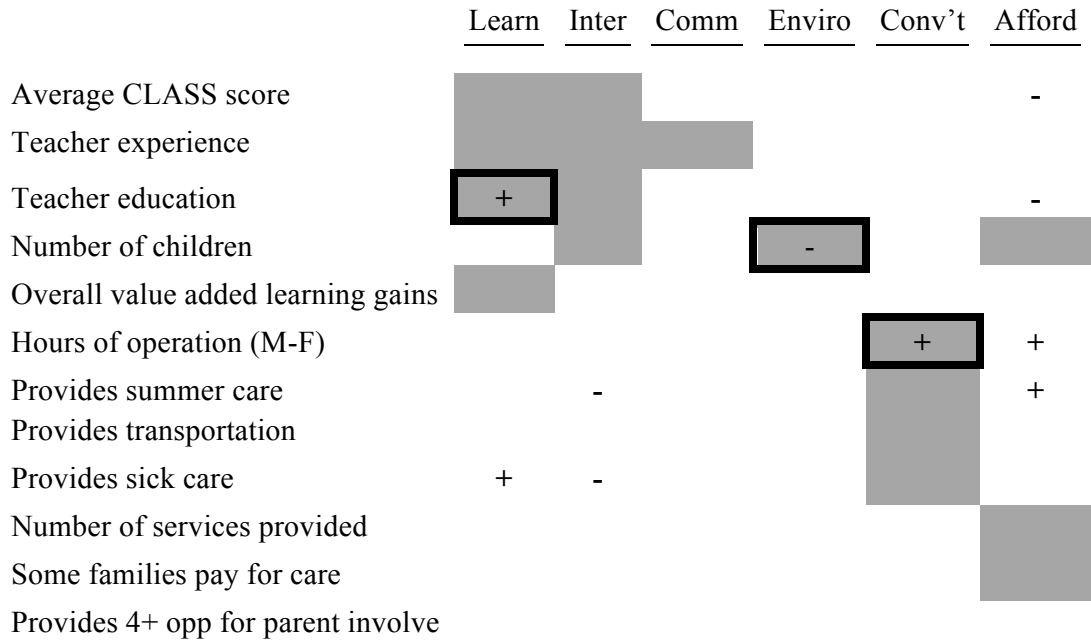 Learn Inter Comm Enviro Conv’t Afford
Average CLASS score -
Teacher experience
Teacher education + -
Number of children -
Overall value added learning gains
Hours of operation (M-F) + +
Provides summer care - +
Provides transportation
Provides sick care + -
Number of services provided
Some families pay for care
Provides 4+ opp for parent involve